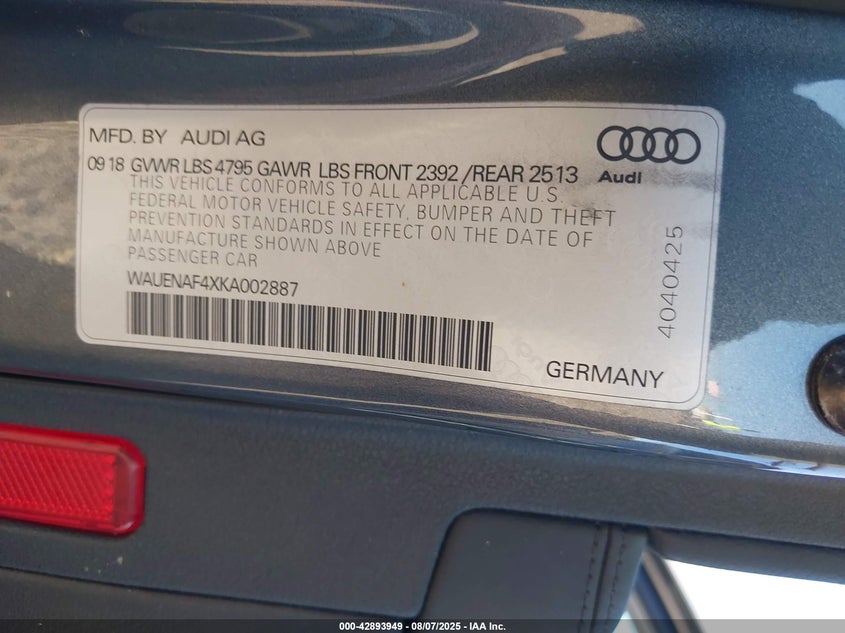 MFD. BY AUDI AG
Audi
09 18 GVWR LBS 4795 GAWR LBS FRONT 2392 /REAR 2513
THIS VEHICLE CONFORMS TO ALL APPLICABLE U.S.
FEDERAL MOTOR VEHICLE SAFETY, BUMPER AND THEFT
PREVENTION STANDARDS IN EFFECT ON THE DATE OF
MANUFACTURE SHOWN ABOVE
PASSENGER CAR
WAUENAF4XKA002887
4040425
GERMANY
000-42893949 - 08/07/2025 - IAA Inc.